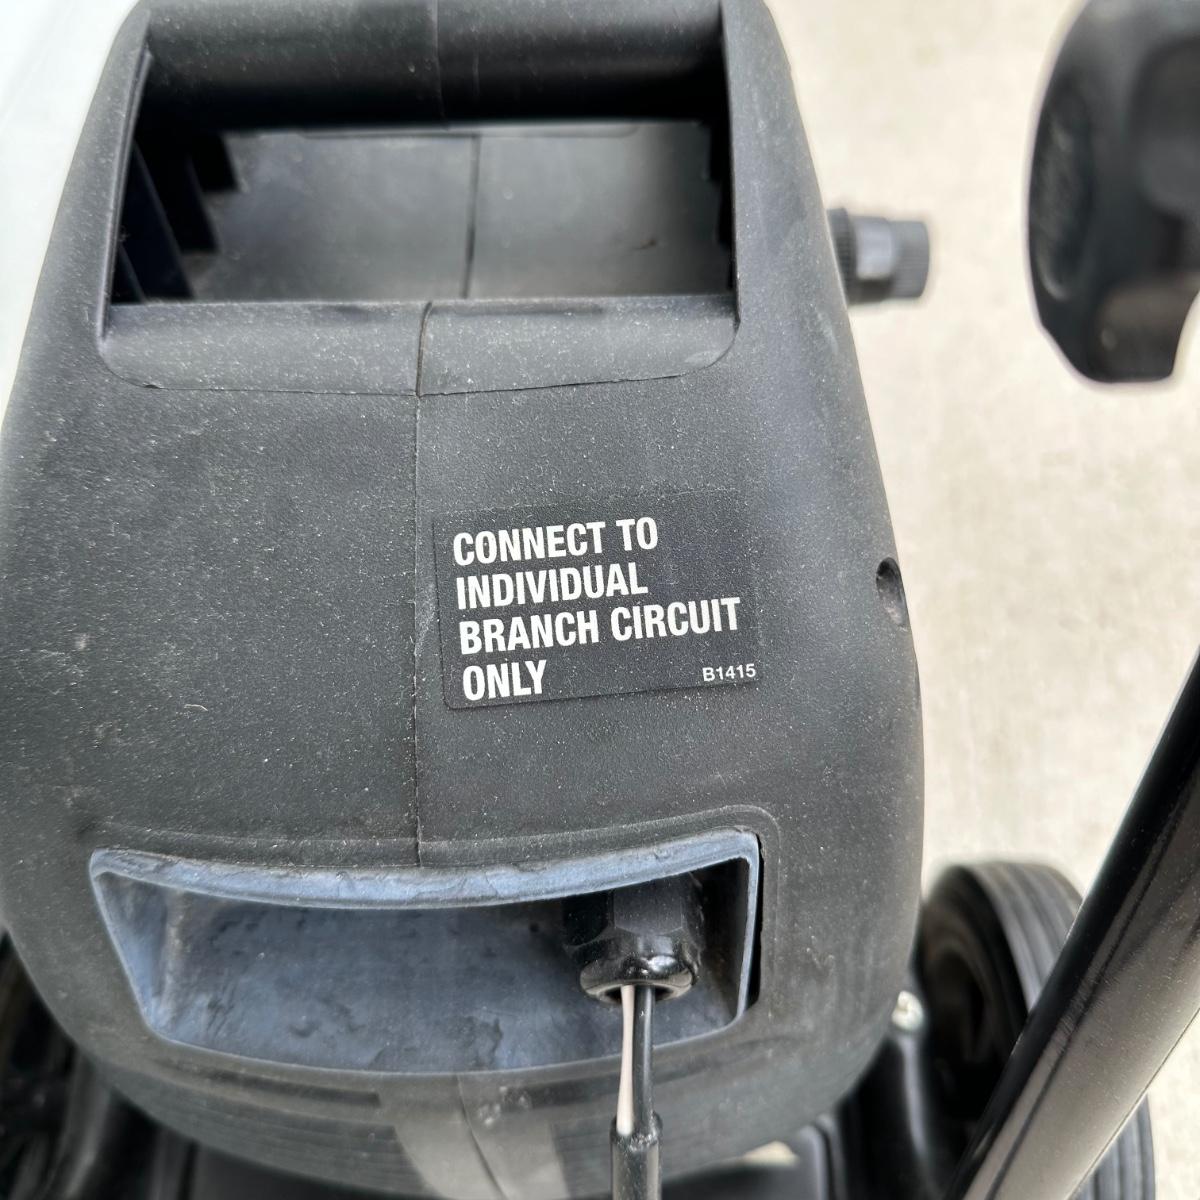 CONNECT TO
INDIVIDUAL
BRANCH CIRCUIT
ONLY
B1415